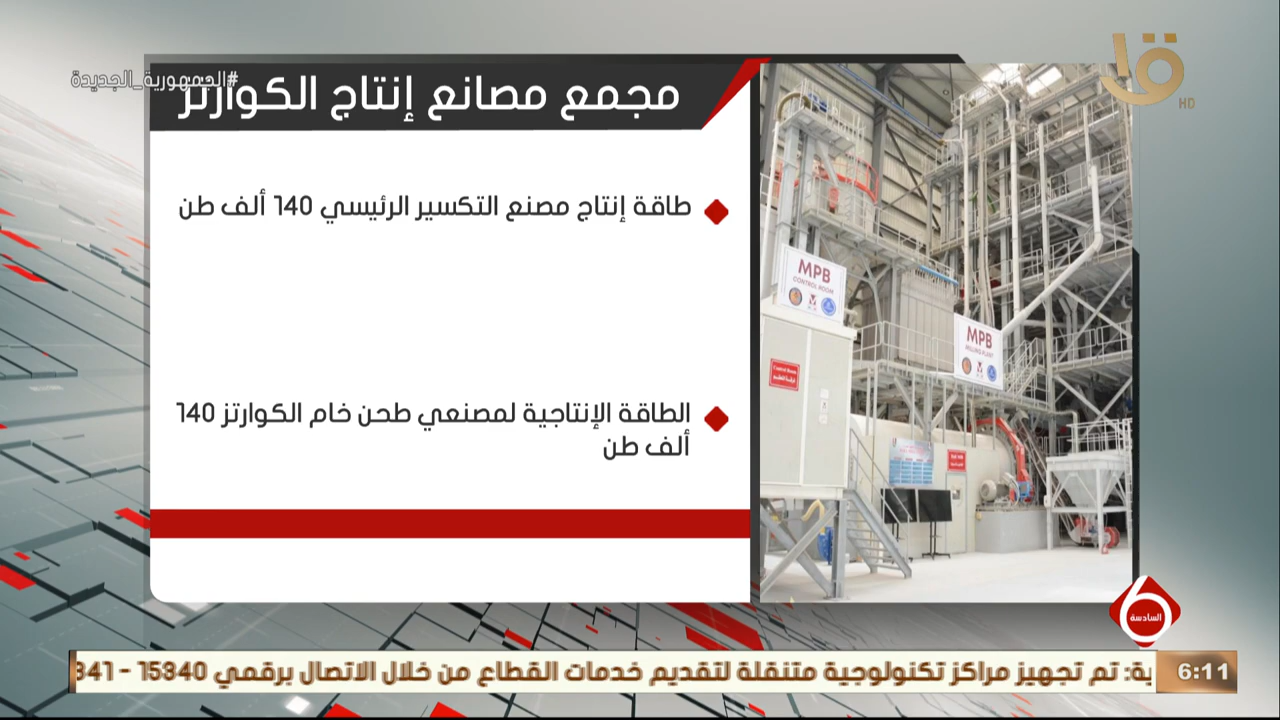 #الجمهورية_الجديدة
مجمع مصانع إنتاج الكوارتز
HD
طاقة إنتاج مصنع التكسير الرئيسي 140 ألف طن
الطاقة الإنتاجية لمصنعي طحن خام الكوارتز 140
ألف طن
MPB
CONTROL ROOM
MPB
MILLING PLANT
Control Room
السادسة
ية: تم تجهيز مراكز تكنولوجية متنقلة لتقديم خدمات القطاع من خلال الاتصال برقمي 15340 - 341
6:11